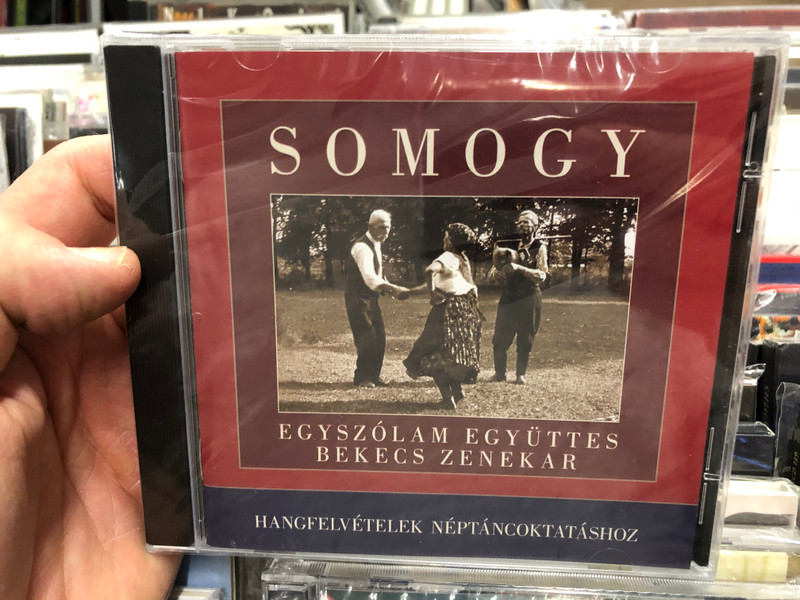 SOMOGY
EGYSZÓLAM EGYÜTTES
BEKECS ZENEKAR
HANGFELVÉTELEK NÉPTÁNCOKTATÁSHOZ